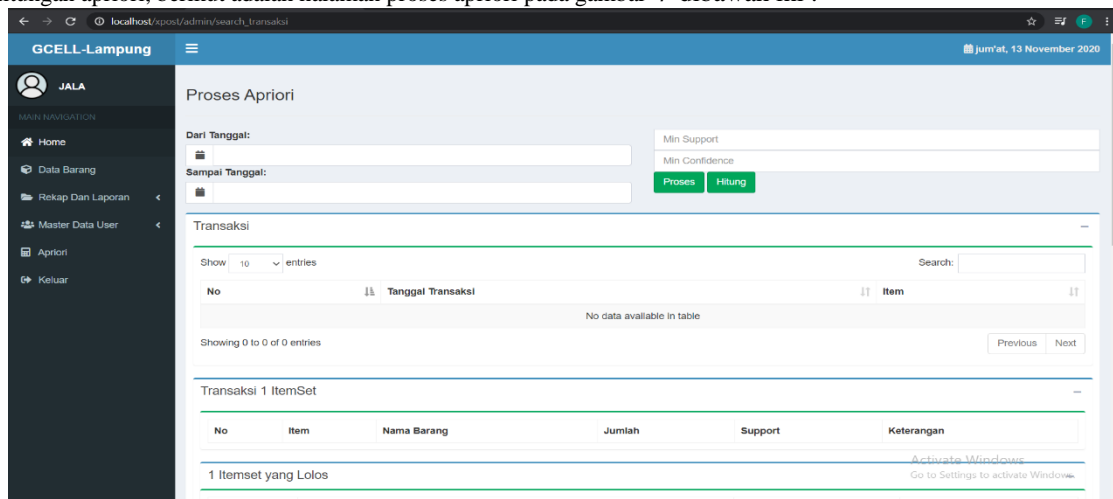 localhost/xpost/admin/search_transaksi
F
GCELL-Lampung
jum'at, 13 November 2020
JALA
MAIN NAVIGATION
Home
Data Barang
Rekap Dan Laporan
Master Data User
Apriori
Keluar
Proses Apriori
Dari Tanggal:
Sampai Tanggal:
Min Support
Min Confidence
Proses Hitung
Transaksi
Show 10 entries
Search:
No Tanggal Transaksi Item
No data available in table
Showing 0 to 0 of 0 entries
Previous Next
Transaksi 1 ItemSet
No Item Nama Barang Jumlah Support Keterangan
1 Itemset yang Lolos
Activate Windows
Go to Settings to activate Windows.